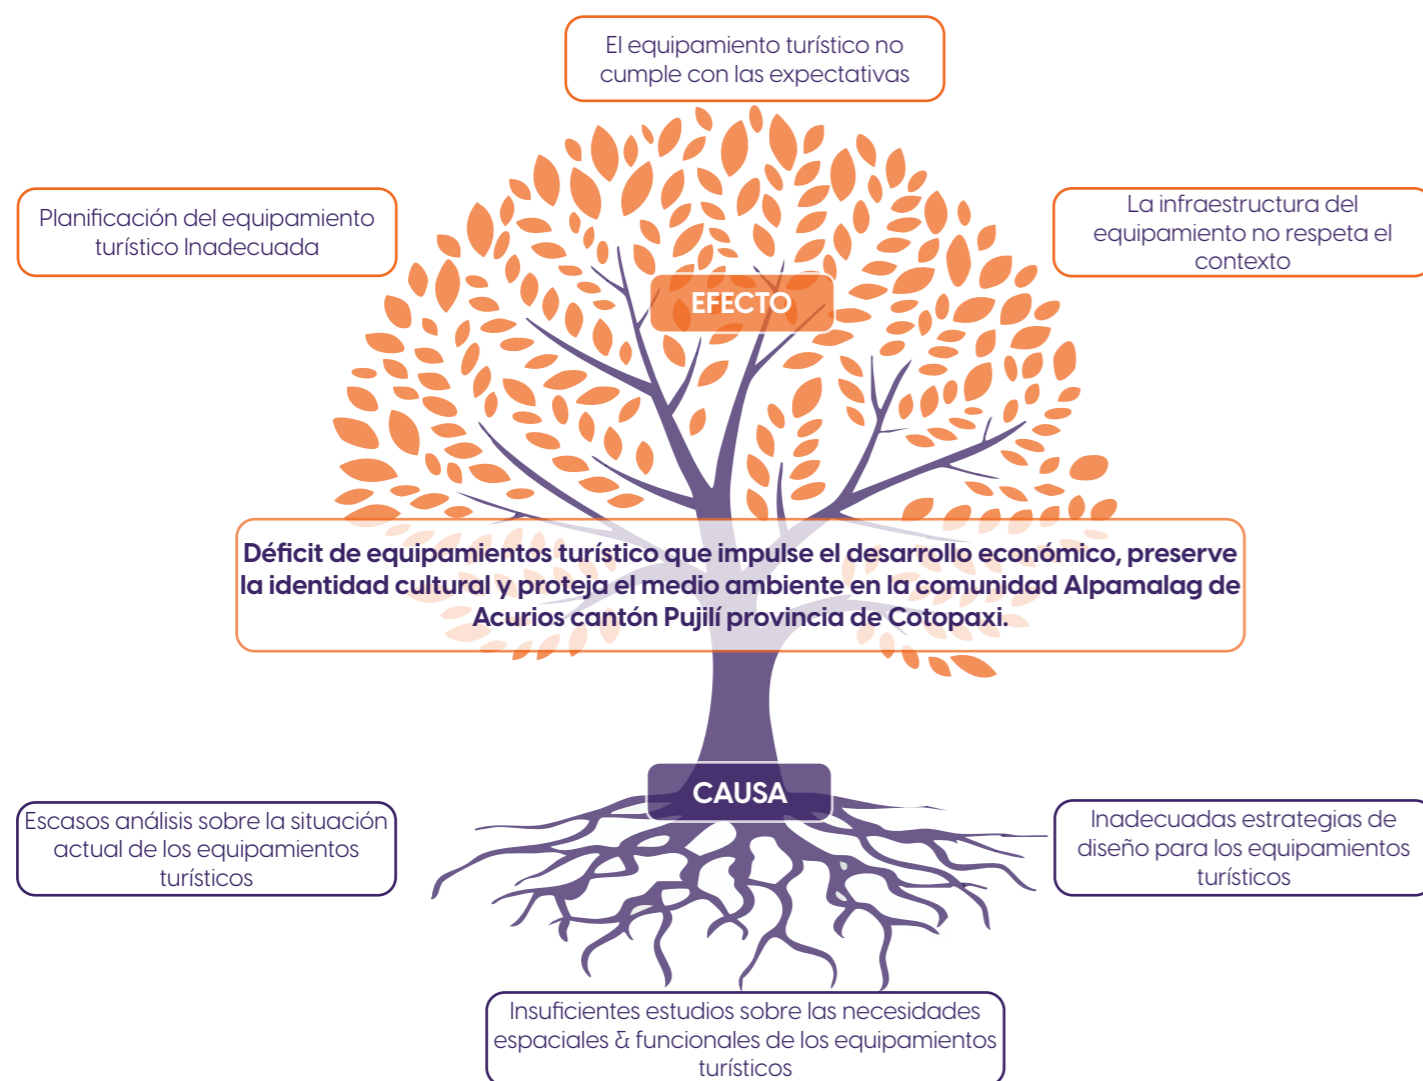 El equipamiento turístico no
cumple con las expectativas
Planificación del equipamiento
turístico Inadecuada
La infraestructura del
equipamiento no respeta el
contexto
EFECTO
Déficit de equipamientos turístico que impulse el desarrollo económico, preserve
la identidad cultural y proteja el medio ambiente en la comunidad Alpamalag de
Acurios cantón Pujilí provincia de Cotopaxi.
CAUSA
Escasos análisis sobre la situación
actual de los equipamientos
turísticos
Inadecuadas estrategias de
diseño para los equipamientos
turísticos
Insuficientes estudios sobre las necesidades
espaciales & funcionales de los equipamientos
turísticos